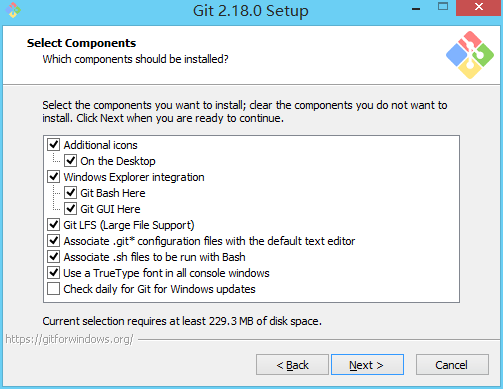 Git 2.18.0 Setup
Select Components
Which components should be installed?
Select the components you want to install; clear the components you do not want to
install. Click Next when you are ready to continue.
Additional icons
On the Desktop
Windows Explorer integration
Git Bash Here
Git GUI Here
Git LFS (Large File Support)
Associate .git* configuration files with the default text editor
Associate .sh files to be run with Bash
Use a TrueType font in all console windows
Check daily for Git for Windows updates
Current selection requires at least 229.3 MB of disk space.
https://gitforwindows.org/
< Back
Next >
Cancel